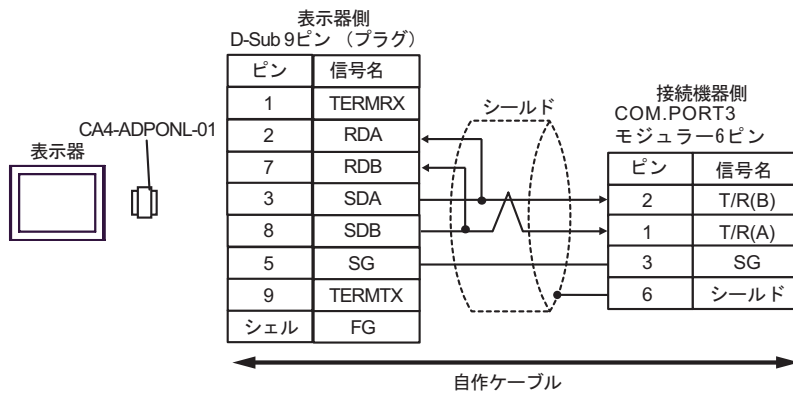 表示器側
D-Sub 9ピン （プラグ）
ピン 信号名
1 TERMRX
2 RDA
7 RDB
3 SDA
8 SDB
5 SG
9 TERMTX
シェル FG
CA4-ADPONL-01
表示器
シールド
接続機器側
COM.PORT3
モジュラー6ピン
ピン 信号名
2 T/R(B)
1 T/R(A)
3 SG
6 シールド
自作ケーブル